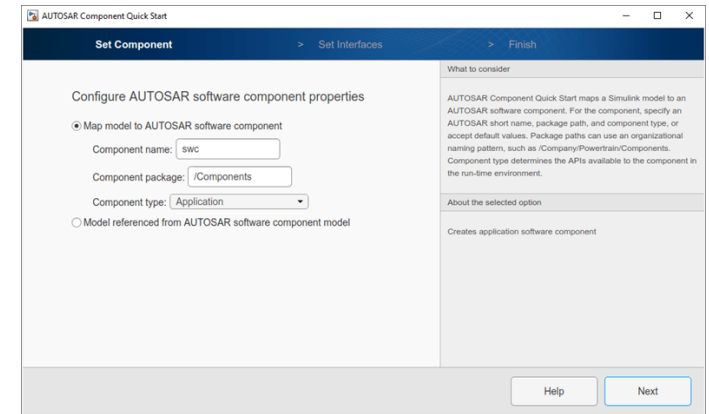 AUTOSAR Component Quick Start
Set Component > Set Interfaces > Finish
Configure AUTOSAR software component properties
Map model to AUTOSAR software component
Component name: swc
Component package: /Components
Component type: Application
Model referenced from AUTOSAR software component model
What to consider
AUTOSAR Component Quick Start maps a Simulink model to an
AUTOSAR software component. For the component, specify an
AUTOSAR short name, package path, and component type, or
accept default values. Package paths can use an organizational
naming pattern, such as /Company/Powertrain/Components.
Component type determines the APIs available to the component in
the run-time environment.
About the selected option
Creates application software component
Help Next